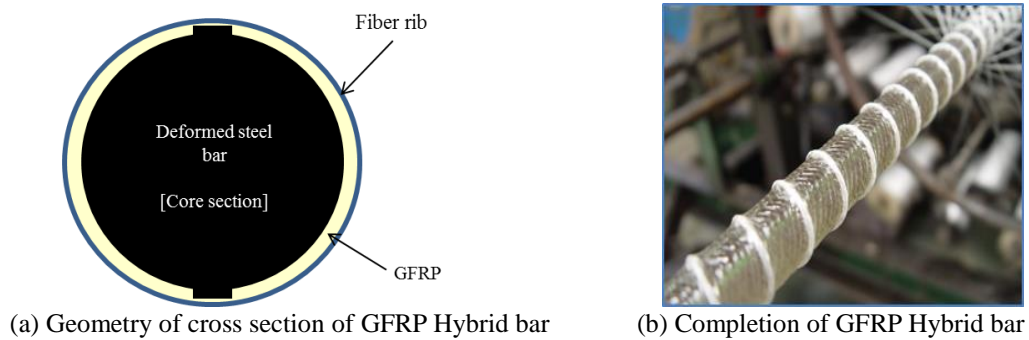 Fiber rib
Deformed steel
bar
[Core section]
GFRP
(a) Geometry of cross section of GFRP Hybrid bar
(b) Completion of GFRP Hybrid bar